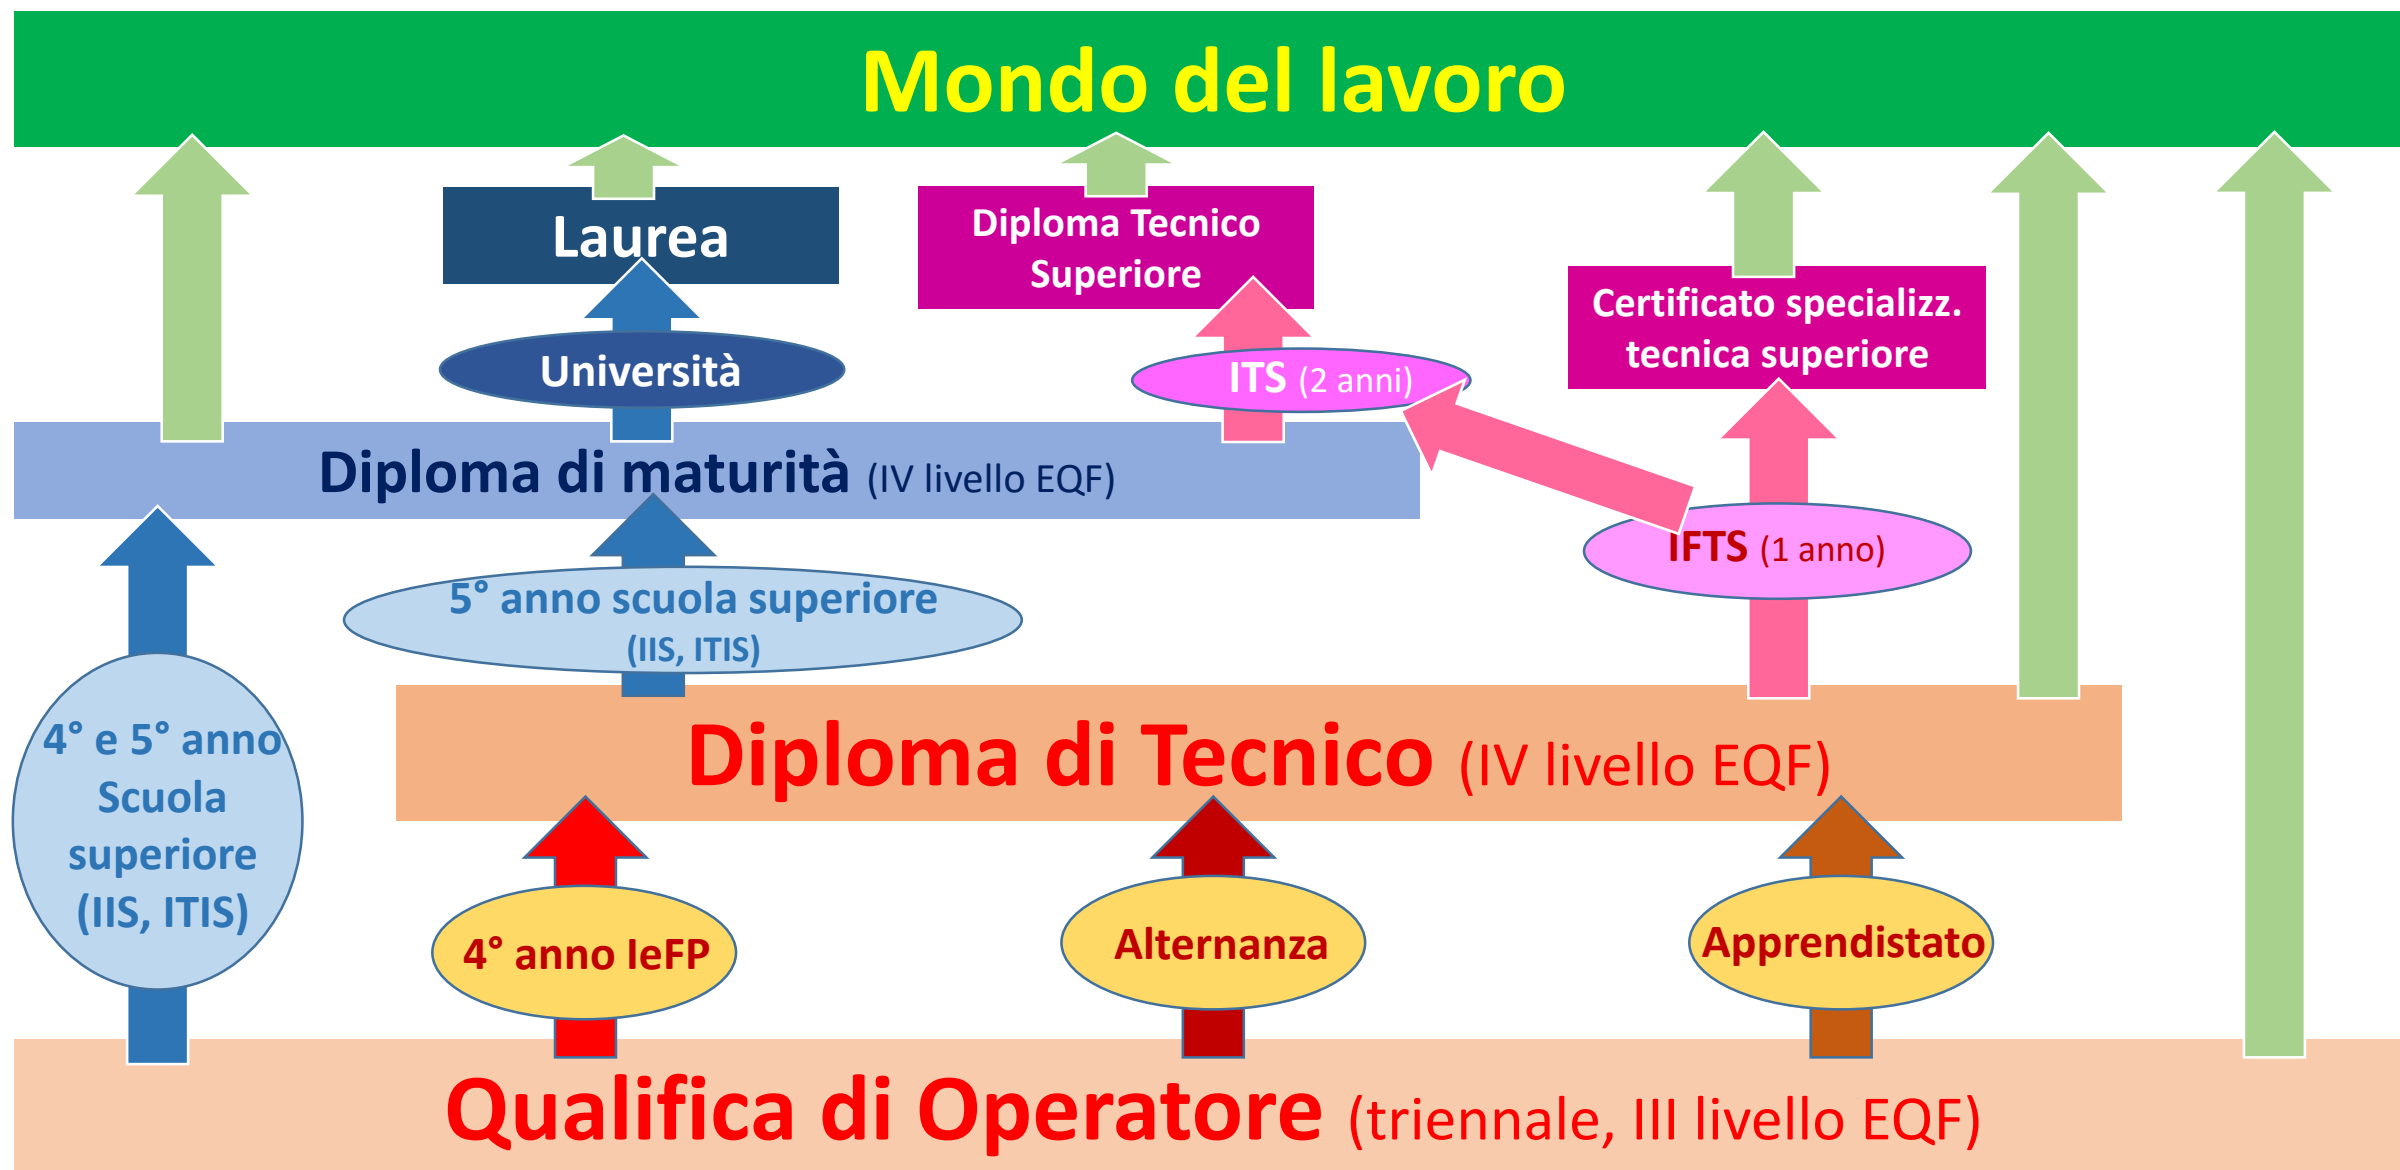 Mondo del lavoro
Laurea
Diploma Tecnico
Superiore
Certificato specializz.
tecnica superiore
Università
ITS (2 anni)
Diploma di maturità (IV livello EQF)
IFTS (1 anno)
5° anno scuola superiore
(IIS, ITIS)
4° e 5° anno
Scuola
superiore
(IIS, ITIS)
Diploma di Tecnico (IV livello EQF)
4° anno IeFP
Alternanza
Apprendistato
Qualifica di Operatore (triennale, III livello EQF)